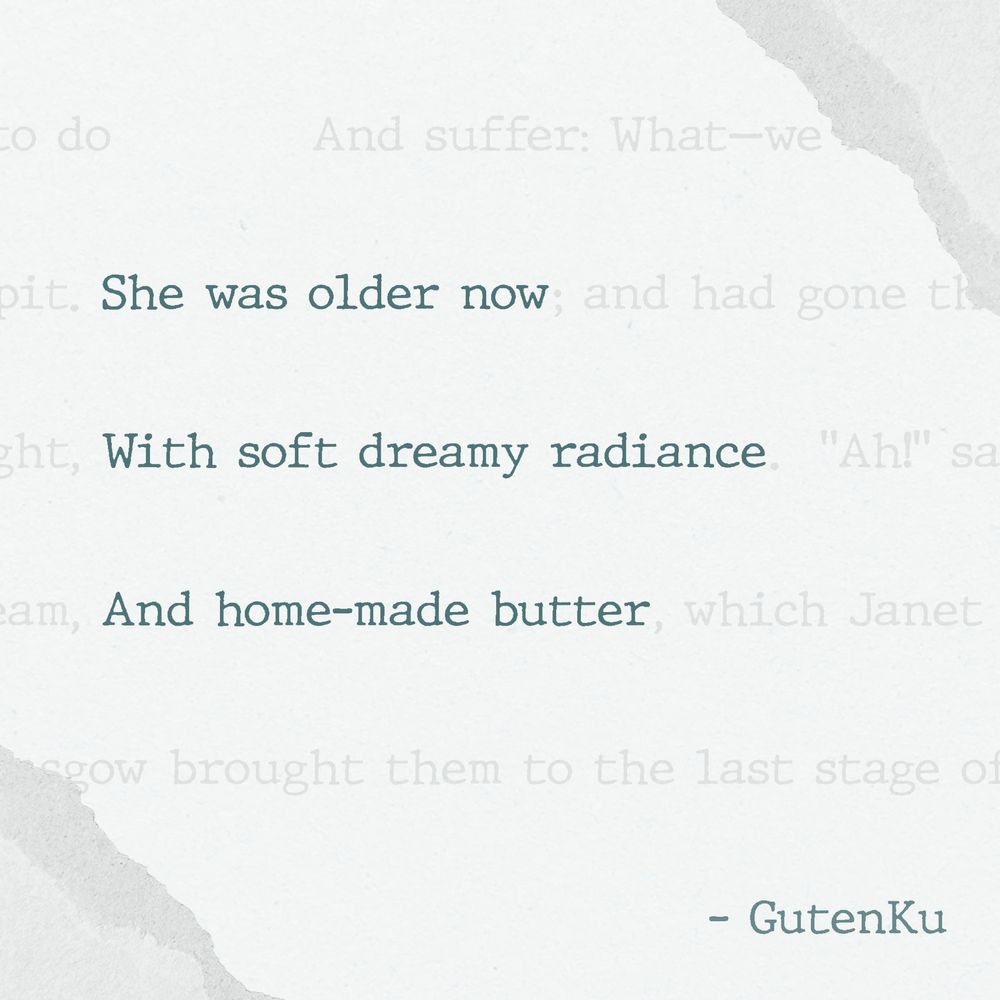 to do And suffer: What—we
pit. She was older now; and had gone th
ght, With soft dreamy radiance. "Ah!" sa
eam, And home-made butter, which Janet
sgow brought them to the last stage of
- GutenKu